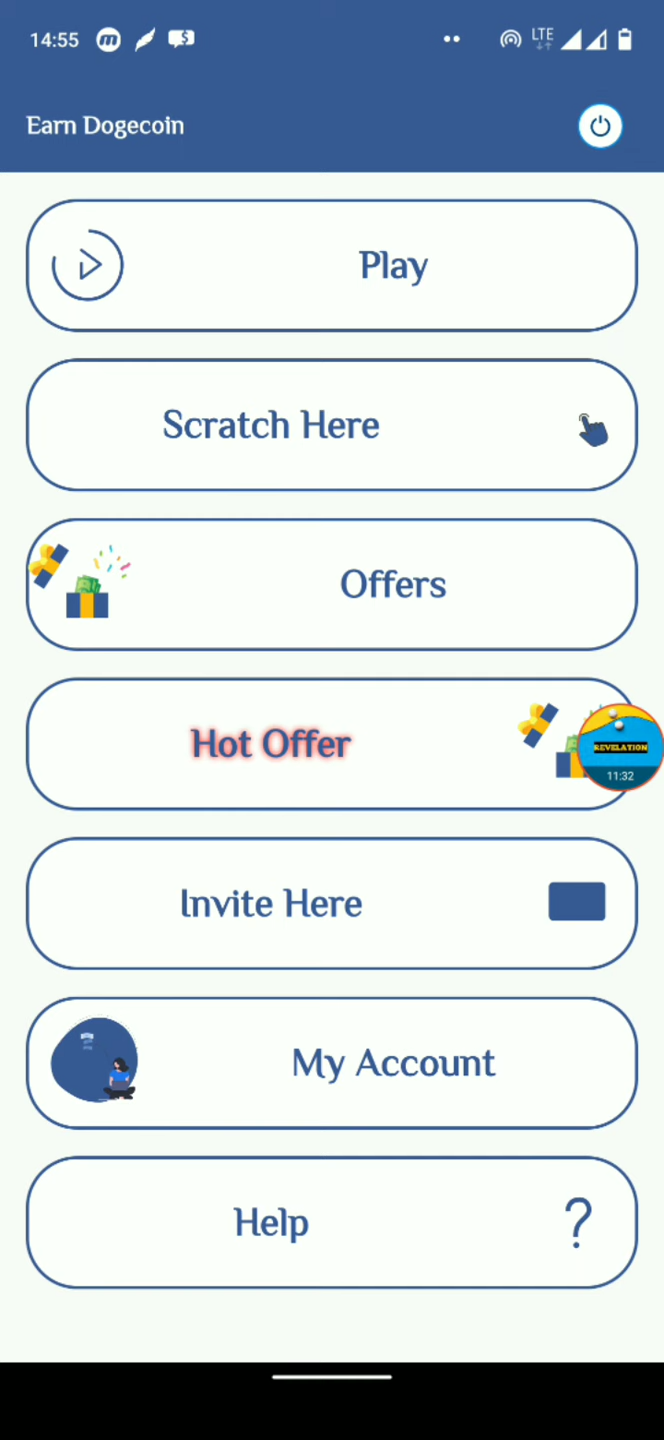 14:55
LTE
Earn Dogecoin
Play
Scratch Here
Offers
Hot Offer
REVELATION
11:32
Invite Here
My Account
Help
?